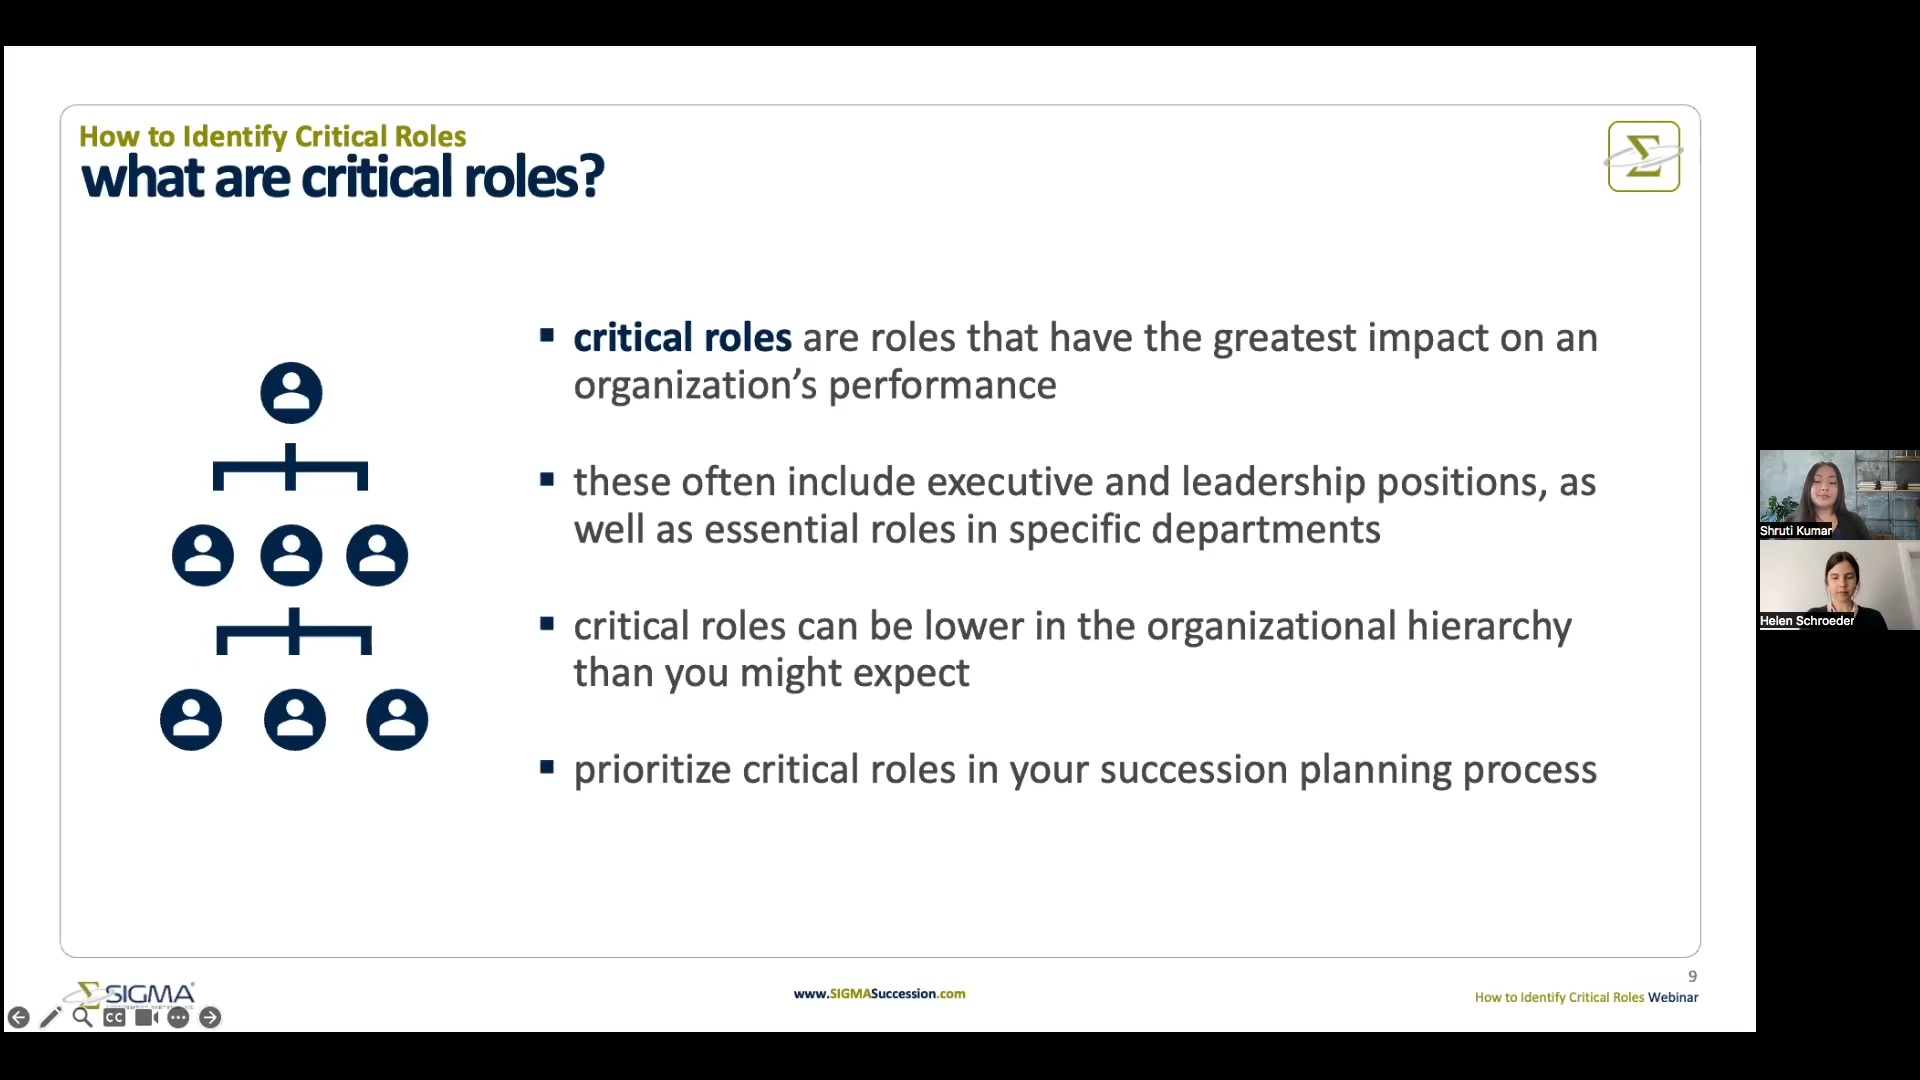 How to Identify Critical Roles
what are critical roles?
Σ
▪ critical roles are roles that have the greatest impact on an
organization’s performance
▪ these often include executive and leadership positions, as
well as essential roles in specific departments
▪ critical roles can be lower in the organizational hierarchy
than you might expect
▪ prioritize critical roles in your succession planning process
Shruti Kumar
Helen Schroeder
ΣSIGMA
www.SIGMASuccession.com
9
How to Identify Critical Roles Webinar
CC